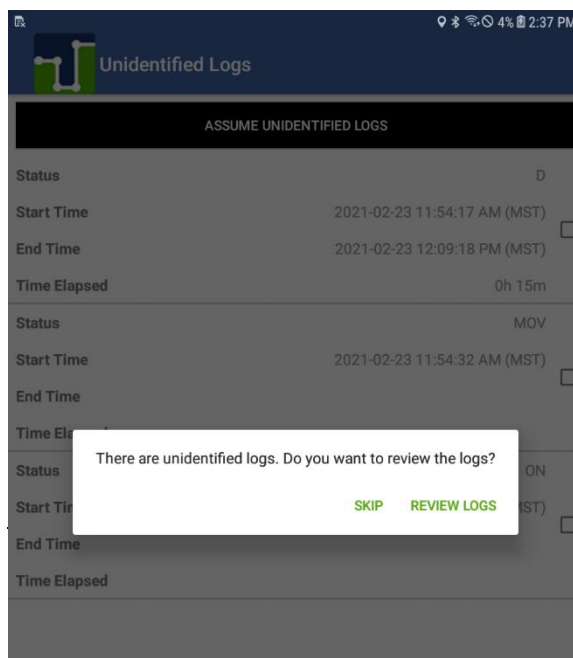 4% 2:37 PM
Unidentified Logs
ASSUME UNIDENTIFIED LOGS
Status D
Start Time 2021-02-23 11:54:17 AM (MST)
End Time 2021-02-23 12:09:18 PM (MST)
Time Elapsed 0h 15m
Status MOV
Start Time 2021-02-23 11:54:32 AM (MST)
End Time
Time
There are unidentified logs. Do you want to review the logs?
Status ON
SKIP REVIEW LOGS
Start
End Time
Time Elapsed